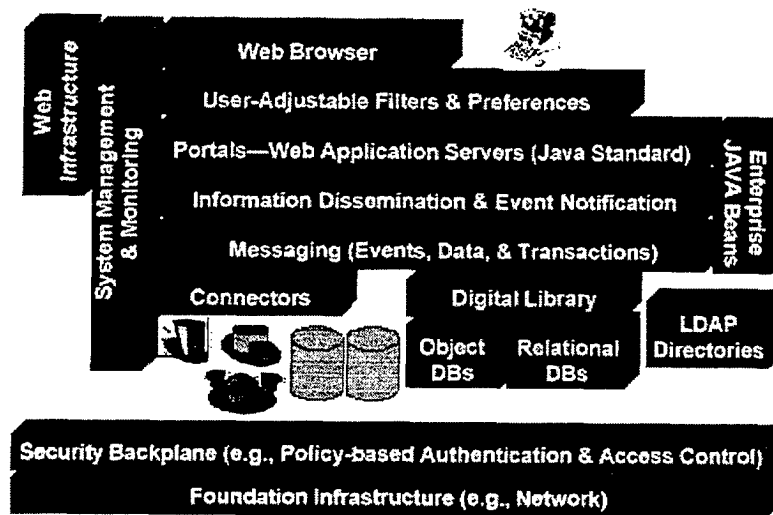 Web
Infrastructure
System Management
& Monitoring
Web Browser
User-Adjustable Filters & Preferences
Portals—Web Application Servers (Java Standard)
Information Dissemination & Event Notification
Messaging (Events, Data, & Transactions)
Enterprise
JAVA Beans
Connectors
Digital Library
Object
DBs
Relational
DBs
LDAP
Directories
Security Backplane (e.g., Policy-based Authentication & Access Control)
Foundation Infrastructure (e.g., Network)